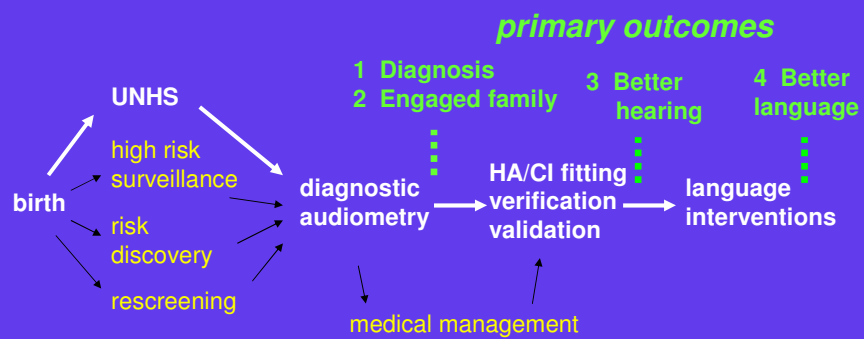 primary outcomes
1 Diagnosis
2 Engaged family
3 Better
hearing
4 Better
language
UNHS
high risk
surveillance
birth
risk
discovery
rescreening
diagnostic
audiometry
HA/CI fitting
verification
validation
language
interventions
medical management